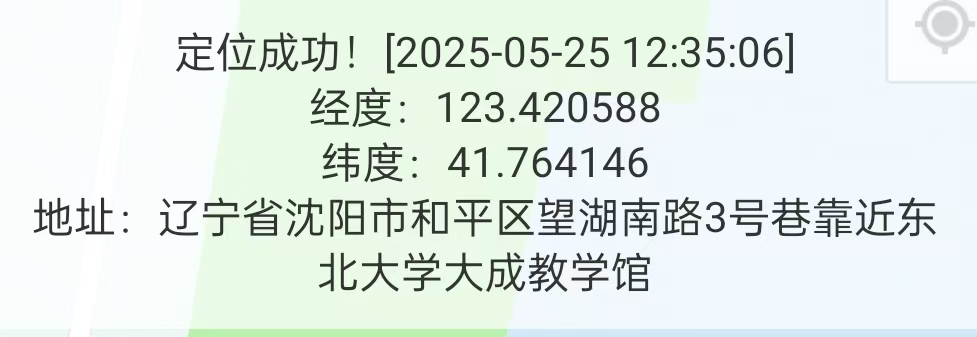 定位成功！[2025-05-25 12:35:06]
经度：123.420588
纬度：41.764146
地址：辽宁省沈阳市和平区望湖南路3号巷靠近东
北大学大成教学馆